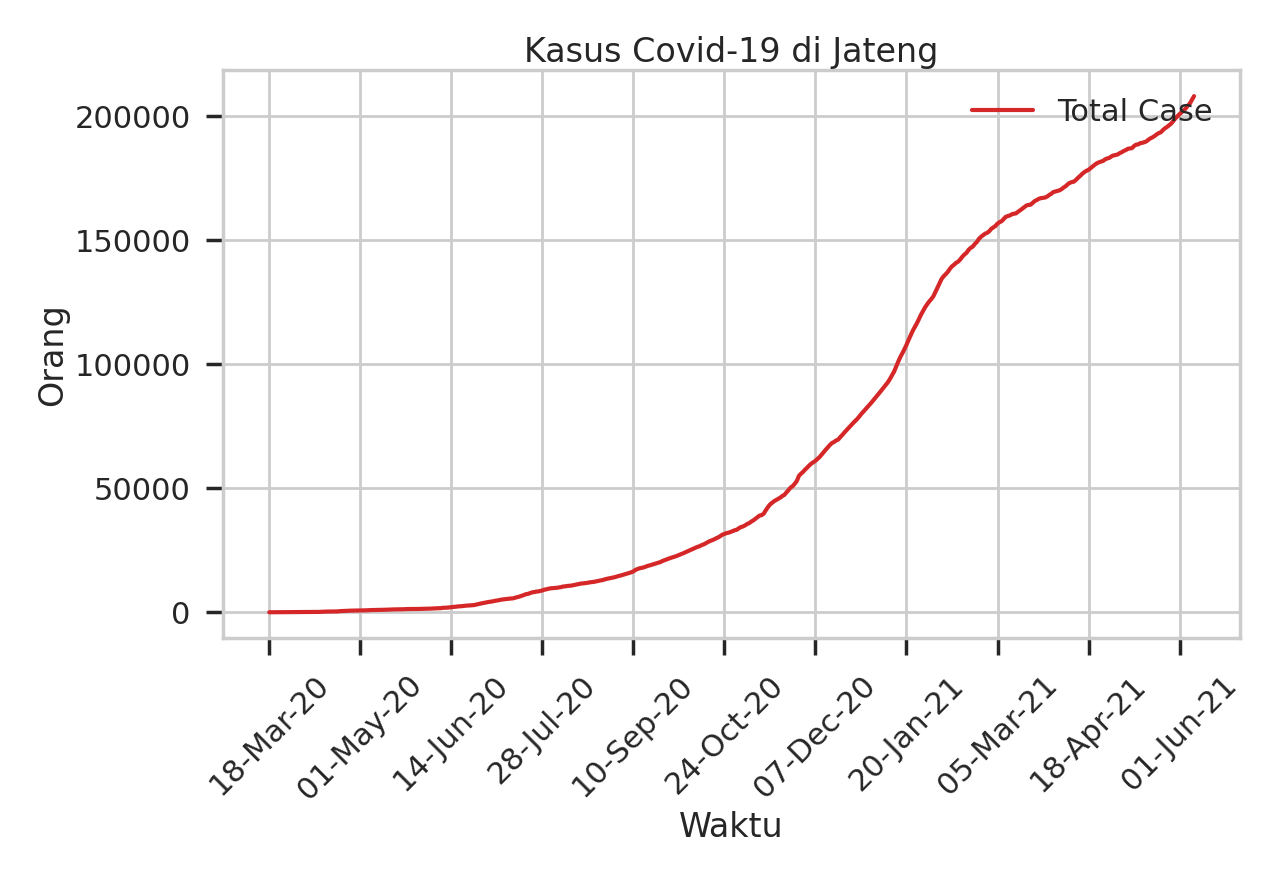 Kasus Covid-19 di Jateng
Total Case
200000
150000
100000
50000
0
Orang
18-Mar-20
01-May-20
14-Jun-20
28-Jul-20
10-Sep-20
24-Oct-20
07-Dec-20
20-Jan-21
05-Mar-21
18-Apr-21
01-Jun-21
Waktu